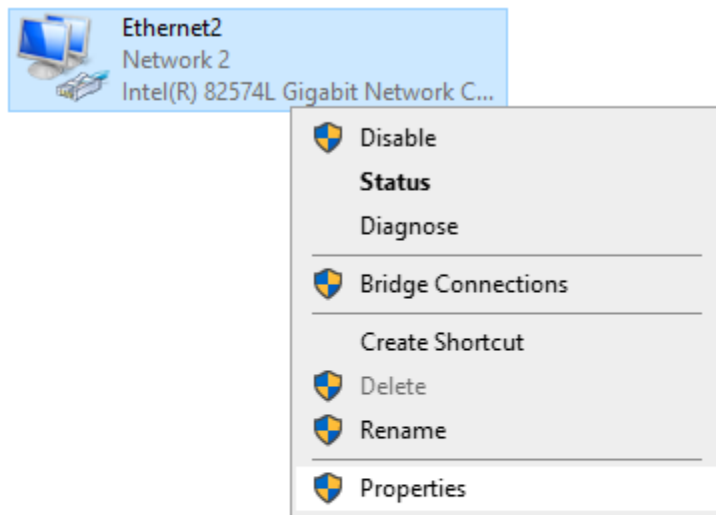 Ethernet2
Network 2
Intel(R) 82574L Gigabit Network C...
Disable
Status
Diagnose
Bridge Connections
Create Shortcut
Delete
Rename
Properties